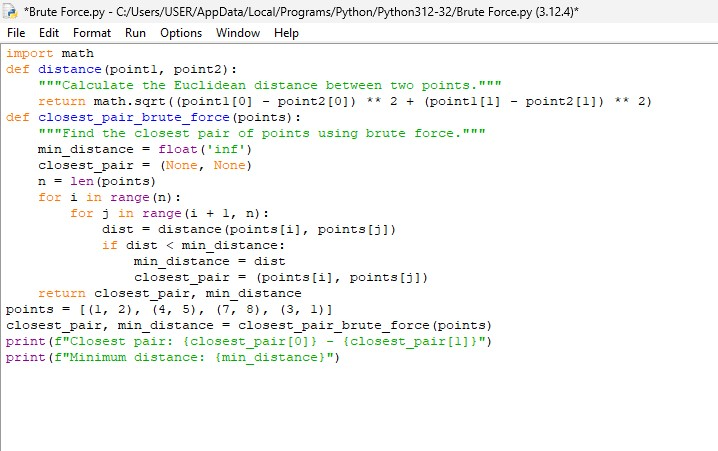 *Brute Force.py - C:/Users/USER/AppData/Local/Programs/Python/Python312-32/Brute Force.py (3.12.4)*
File Edit Format Run Options Window Help
import math
def distance(point1, point2):
    """Calculate the Euclidean distance between two points."""
    return math.sqrt((point1[0] - point2[0]) ** 2 + (point1[1] - point2[1]) ** 2)
def closest_pair_brute_force(points):
    """Find the closest pair of points using brute force."""
    min_distance = float('inf')
    closest_pair = (None, None)
    n = len(points)
    for i in range(n):
        for j in range(i + 1, n):
            dist = distance(points[i], points[j])
            if dist < min_distance:
                min_distance = dist
                closest_pair = (points[i], points[j])
    return closest_pair, min_distance
points = [(1, 2), (4, 5), (7, 8), (3, 1)]
closest_pair, min_distance = closest_pair_brute_force(points)
print(f"Closest pair: {closest_pair[0]} - {closest_pair[1]}")
print(f"Minimum distance: {min_distance}")